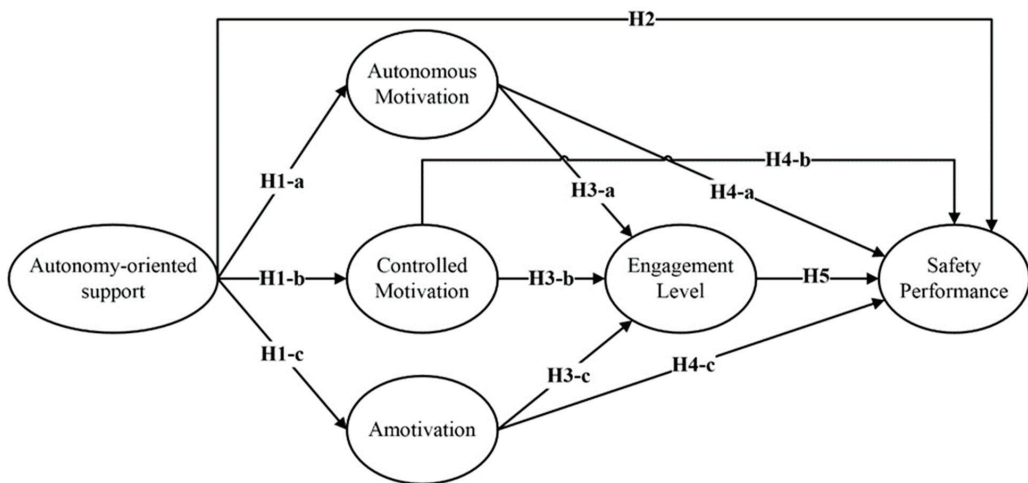 H2
Autonomous
Motivation
H4-b
H1-a
H3-a
H4-a
Autonomy-oriented
support
H1-b
Controlled
Motivation
H3-b
Engagement
Level
H5
Safety
Performance
H1-c
H3-c
H4-c
Amotivation